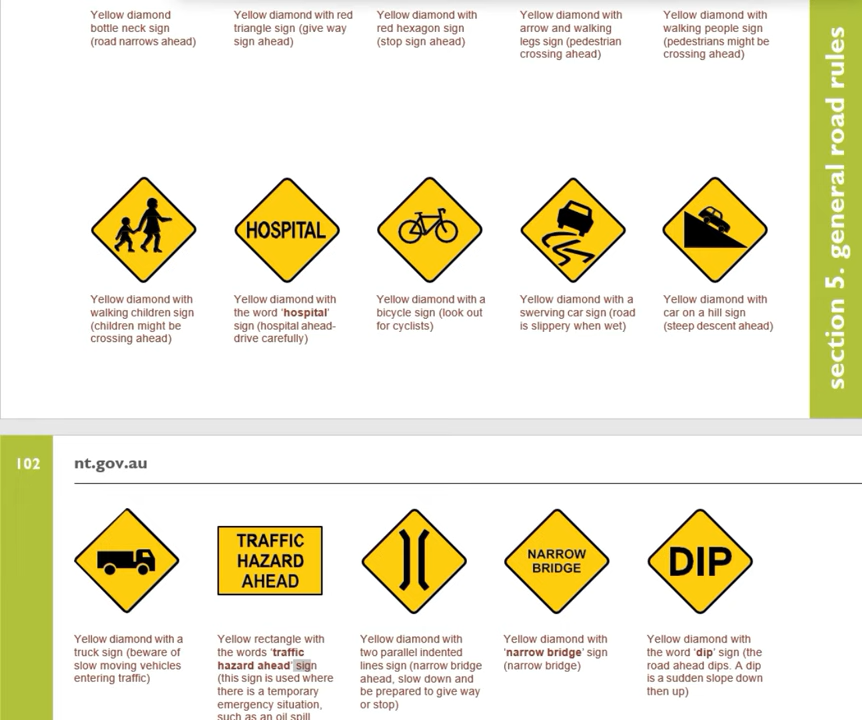 Yellow diamond
bottle neck sign
(road narrows ahead)
Yellow diamond with red
triangle sign (give way
sign ahead)
Yellow diamond with
red hexagon sign
(stop sign ahead)
Yellow diamond with
arrow and walking
legs sign (pedestrian
crossing ahead)
Yellow diamond with
walking people sign
(pedestrians might be
crossing ahead)
section 5. general road rules
HOSPITAL
Yellow diamond with
walking children sign
(children might be
crossing ahead)
Yellow diamond with
the word 'hospital'
sign (hospital ahead-
drive carefully)
Yellow diamond with a
bicycle sign (look out
for cyclists)
Yellow diamond with a
swerving car sign (road
is slippery when wet)
Yellow diamond with
car on a hill sign
(steep descent ahead)
102
nt.gov.au
TRAFFIC
HAZARD
AHEAD
NARROW
BRIDGE
DIP
Yellow diamond with a
truck sign (beware of
slow moving vehicles
entering traffic)
Yellow rectangle with
the words 'traffic
hazard ahead' sign
(this sign is used where
there is a temporary
emergency situation,
such as an oil spill
Yellow diamond with
two parallel indented
lines sign (narrow bridge
ahead, slow down and
be prepared to give way
or stop)
Yellow diamond with
'narrow bridge' sign
(narrow bridge)
Yellow diamond with
the word 'dip' sign (the
road ahead dips. A dip
is a sudden slope down
then up)